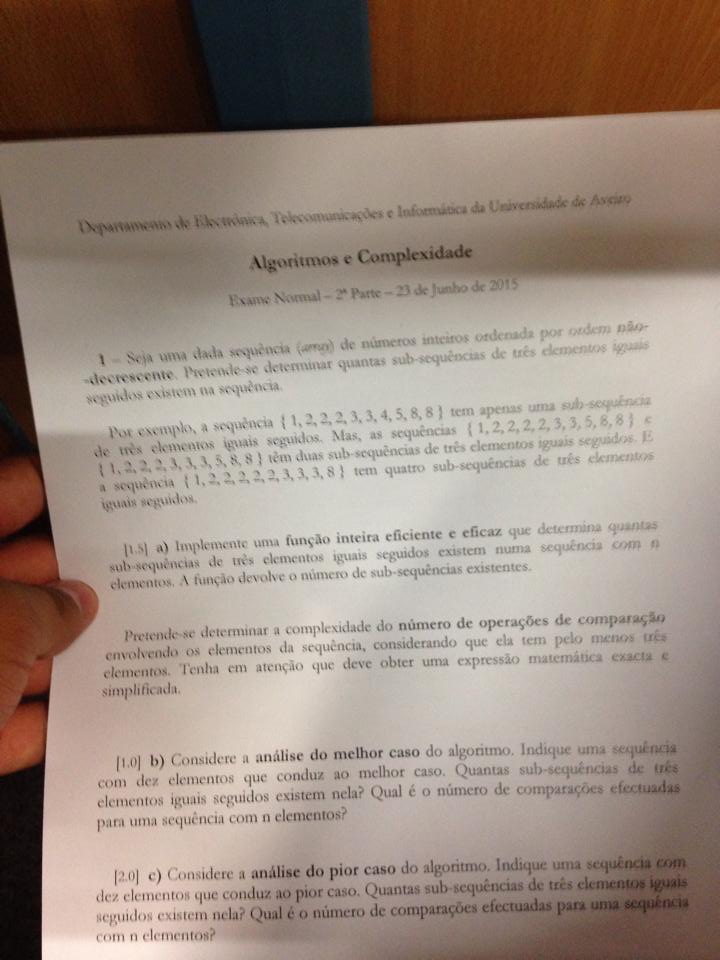 Departamento de Electrónica, Telecomunicações e Informática da Universidade de Aveiro
Algoritmos e Complexidade
Exame Normal – 2ª Parte – 23 de Junho de 2015
1 – Seja uma dada sequência (array) de números inteiros ordenada por ordem não-
-decrescente. Pretende-se determinar quantas sub-sequências de três elementos iguais
seguidos existem na sequência.
Por exemplo, a sequência { 1, 2, 2, 2, 3, 3, 4, 5, 8, 8 } tem apenas uma sub-sequência
de três elementos iguais seguidos. Mas, as sequências { 1, 2, 2, 2, 2, 3, 3, 5, 8, 8 } e
{ 1, 2, 2, 2, 3, 3, 3, 5, 8, 8 } têm duas sub-sequências de três elementos iguais seguidos. E
a sequência { 1, 2, 2, 2, 2, 2, 3, 3, 3, 8 } tem quatro sub-sequências de três elementos
iguais seguidos.
[1.5] a) Implemente uma função inteira eficiente e eficaz que determina quantas
sub-sequências de três elementos iguais seguidos existem numa sequência com n
elementos. A função devolve o número de sub-sequências existentes.
Pretende-se determinar a complexidade do número de operações de comparação
envolvendo os elementos da sequência, considerando que ela tem pelo menos três
elementos. Tenha em atenção que deve obter uma expressão matemática exacta e
simplificada.
[1.0] b) Considere a análise do melhor caso do algoritmo. Indique uma sequência
com dez elementos que conduz ao melhor caso. Quantas sub-sequências de três
elementos iguais seguidos existem nela? Qual é o número de comparações efectuadas
para uma sequência com n elementos?
[2.0] c) Considere a análise do pior caso do algoritmo. Indique uma sequência com
dez elementos que conduz ao pior caso. Quantas sub-sequências de três elementos iguais
seguidos existem nela? Qual é o número de comparações efectuadas para uma sequência
com n elementos?